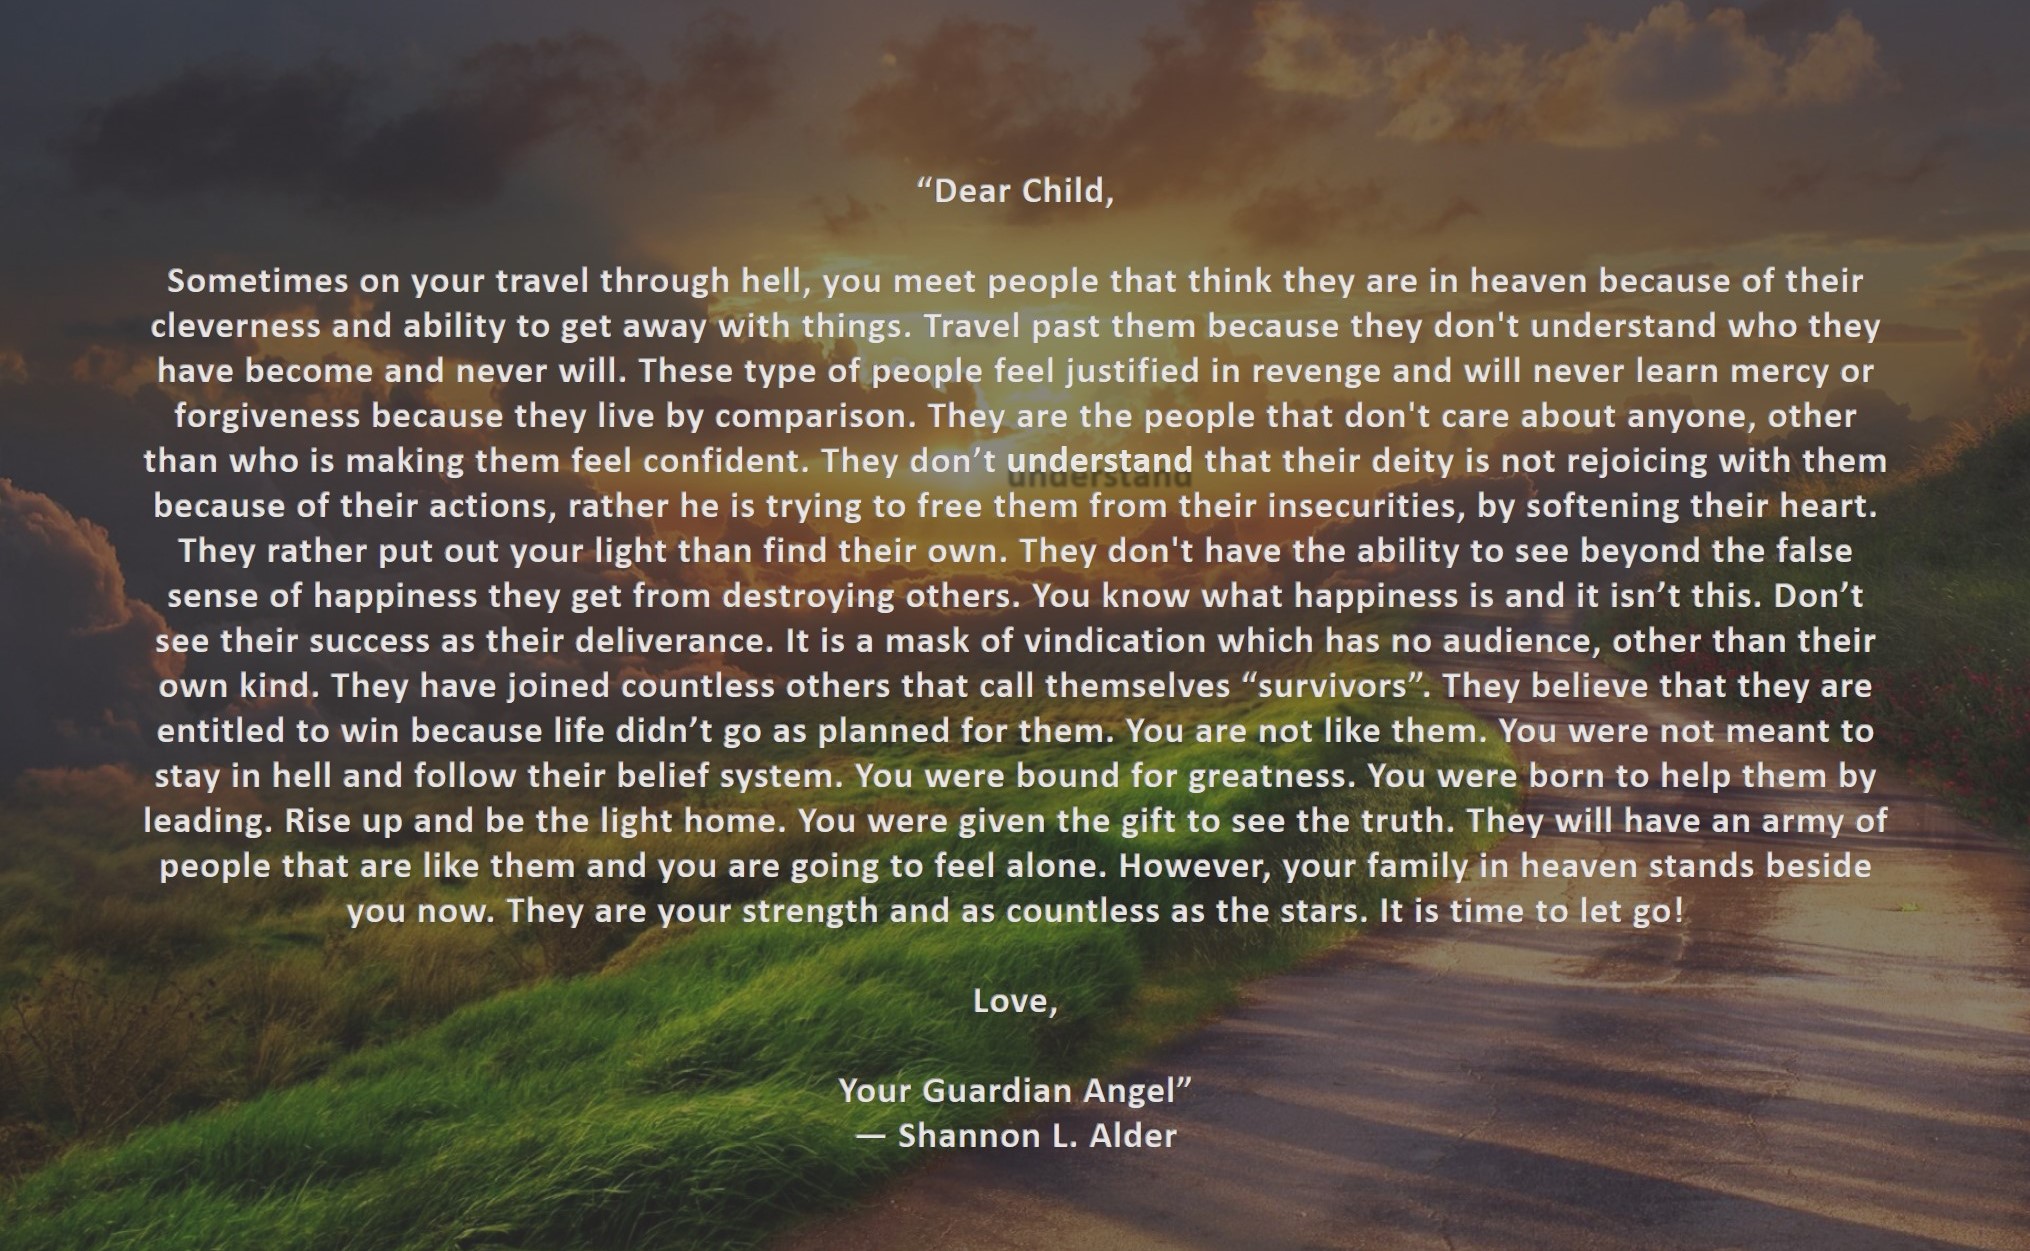 “Dear Child,
Sometimes on your travel through hell, you meet people that think they are in heaven because of their
cleverness and ability to get away with things. Travel past them because they don't understand who they
have become and never will. These type of people feel justified in revenge and will never learn mercy or
forgiveness because they live by comparison. They are the people that don't care about anyone, other
than who is making them feel confident. They don’t understand that their deity is not rejoicing with them
because of their actions, rather he is trying to free them from their insecurities, by softening their heart.
They rather put out your light than find their own. They don't have the ability to see beyond the false
sense of happiness they get from destroying others. You know what happiness is and it isn’t this. Don’t
see their success as their deliverance. It is a mask of vindication which has no audience, other than their
own kind. They have joined countless others that call themselves “survivors”. They believe that they are
entitled to win because life didn’t go as planned for them. You are not like them. You were not meant to
stay in hell and follow their belief system. You were bound for greatness. You were born to help them by
leading. Rise up and be the light home. You were given the gift to see the truth. They will have an army of
people that are like them and you are going to feel alone. However, your family in heaven stands beside
you now. They are your strength and as countless as the stars. It is time to let go!
Love,
Your Guardian Angel”
— Shannon L. Alder